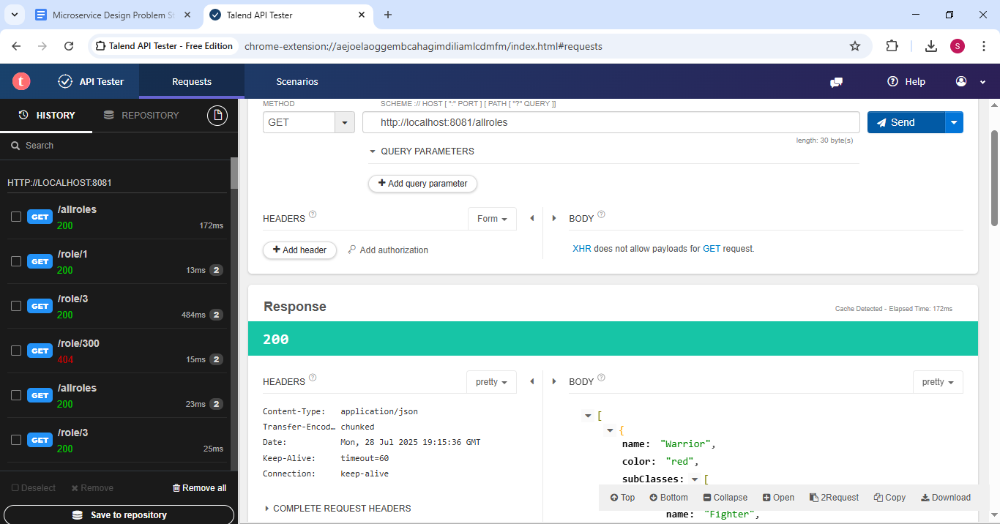 Microservice Design Problem St
Talend API Tester
Talend API Tester - Free Edition
chrome-extension://aejoelaoggembcahagimdiliamlcdmfm/index.html#requests
S
t
API Tester
Requests
Scenarios
Help
HISTORY
REPOSITORY
Search
HTTP://LOCALHOST:8081
GET /allroles
200 172ms
GET /role/1
200 13ms 2
GET /role/3
200 484ms 2
GET /role/300
404 15ms 2
GET /allroles
200 23ms 2
GET /role/3
200 25ms
Deselect Remove Remove all
Save to repository
METHOD SCHEME :// HOST [ ":" PORT ] [ PATH [ "?" QUERY ]]
GET http://localhost:8081/allroles Send
length: 30 byte(s)
QUERY PARAMETERS
Add query parameter
HEADERS ? Form BODY ?
Add header Add authorization XHR does not allow payloads for GET request.
Response Cache Detected - Elapsed Time: 172ms
200
HEADERS ? pretty
Content-Type: application/json
Transfer-Encod… chunked
Date: Mon, 28 Jul 2025 19:15:36 GMT
Keep-Alive: timeout=60
Connection: keep-alive
COMPLETE REQUEST HEADERS
BODY ? pretty
[
{
name: "Warrior",
color: "red",
subClasses: [
Top Bottom Collapse Open 2Request Copy Download
name: "Fighter",